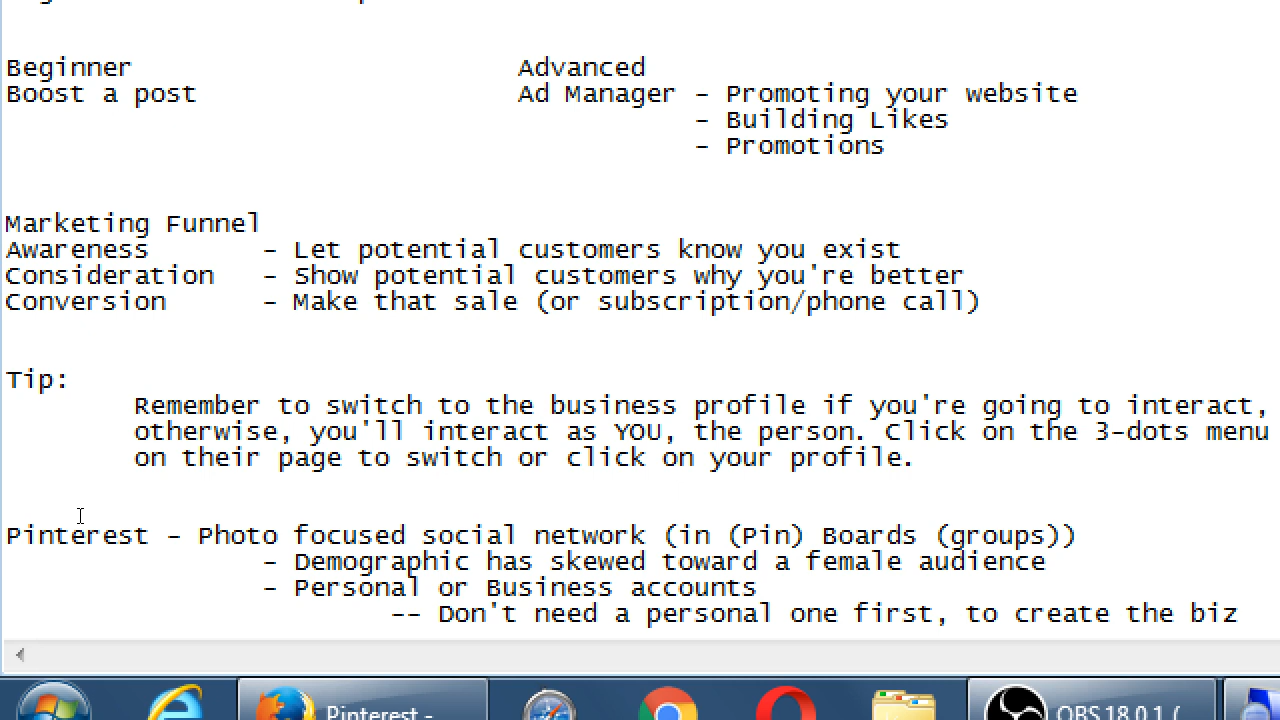 Beginner Advanced
Boost a post Ad Manager - Promoting your website
- Building Likes
- Promotions
Marketing Funnel
Awareness - Let potential customers know you exist
Consideration - Show potential customers why you're better
Conversion - Make that sale (or subscription/phone call)
Tip:
Remember to switch to the business profile if you're going to interact,
otherwise, you'll interact as YOU, the person. Click on the 3-dots menu
on their page to switch or click on your profile.
Pinterest - Photo focused social network (in (Pin) Boards (groups))
- Demographic has skewed toward a female audience
- Personal or Business accounts
-- Don't need a personal one first, to create the biz
Pinterest - OBS 18.0.1 (